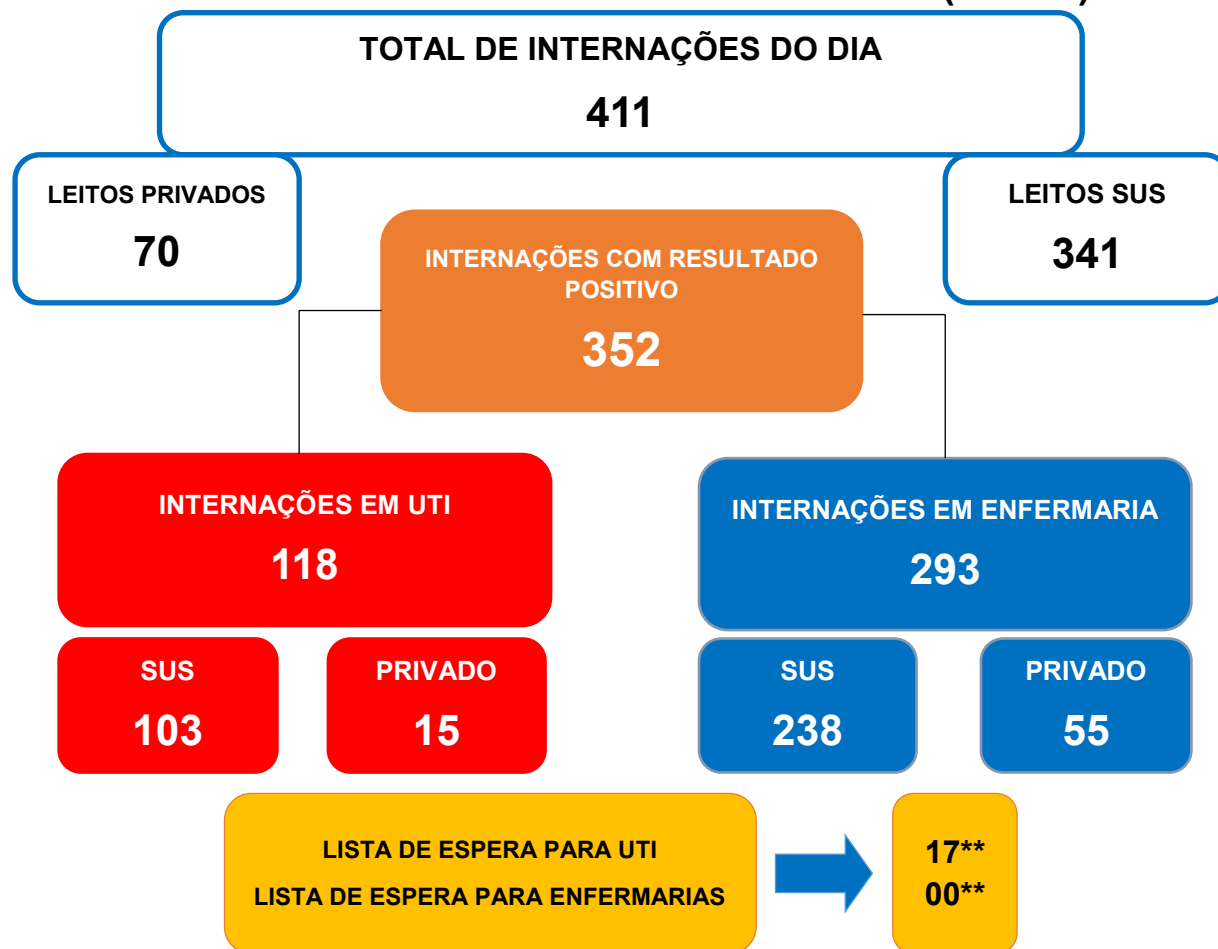 TOTAL DE INTERNAÇÕES DO DIA
411
LEITOS PRIVADOS
70
LEITOS SUS
341
INTERNAÇÕES COM RESULTADO
POSITIVO
352
INTERNAÇÕES EM UTI
118
INTERNAÇÕES EM ENFERMARIA
293
SUS
103
PRIVADO
15
SUS
238
PRIVADO
55
LISTA DE ESPERA PARA UTI
LISTA DE ESPERA PARA ENFERMARIAS
17**
00**